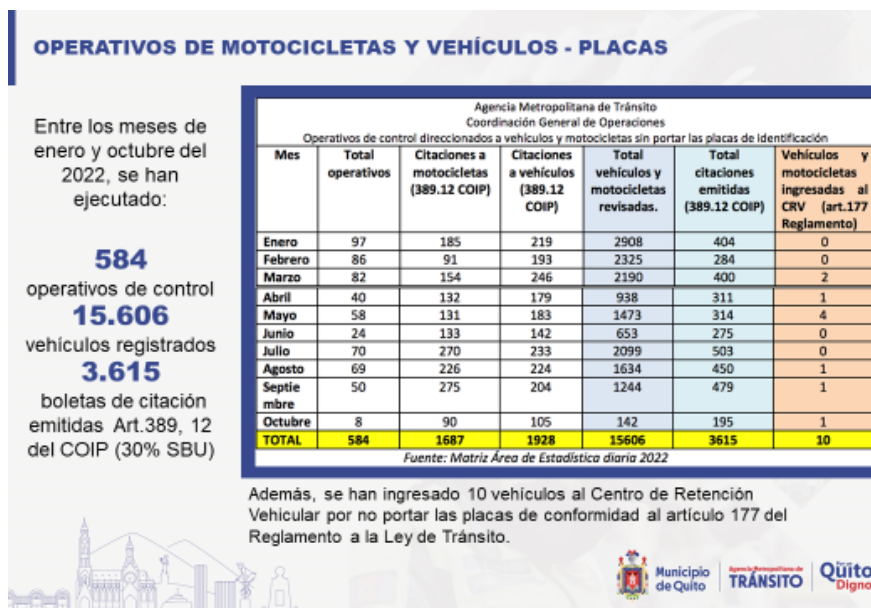 OPERATIVOS DE MOTOCICLETAS Y VEHÍCULOS - PLACAS
Entre los meses de
enero y octubre del
2022, se han
ejecutado:
584
operativos de control
15.606
vehículos registrados
3.615
boletas de citación
emitidas Art.389, 12
del COIP (30% SBU)
Agencia Metropolitana de Tránsito
Coordinación General de Operaciones
Operativos de control direccionados a vehículos y motocicletas sin portar las placas de identificación
Mes Total operativos Citaciones a motocicletas (389.12 COIP) Citaciones a vehículos (389.12 COIP) Total vehículos y motocicletas revisadas. Total citaciones emitidas (389.12 COIP) Vehículos y motocicletas ingresadas al CRV (art.177 Reglamento)
Enero 97 185 219 2908 404 0
Febrero 86 91 193 2325 284 0
Marzo 82 154 246 2190 400 2
Abril 40 132 179 938 311 1
Mayo 58 131 183 1473 314 4
Junio 24 133 142 653 275 0
Julio 70 270 233 2099 503 0
Agosto 69 226 224 1634 450 1
Septie mbre 50 275 204 1244 479 1
Octubre 8 90 105 142 195 1
TOTAL 584 1687 1928 15606 3615 10
Fuente: Matriz Área de Estadística diaria 2022
Además, se han ingresado 10 vehículos al Centro de Retención
Vehicular por no portar las placas de conformidad al artículo 177 del
Reglamento a la Ley de Tránsito.
Municipio
de Quito
Agencia Metropolitana de
TRÁNSITO
Quito
Digno